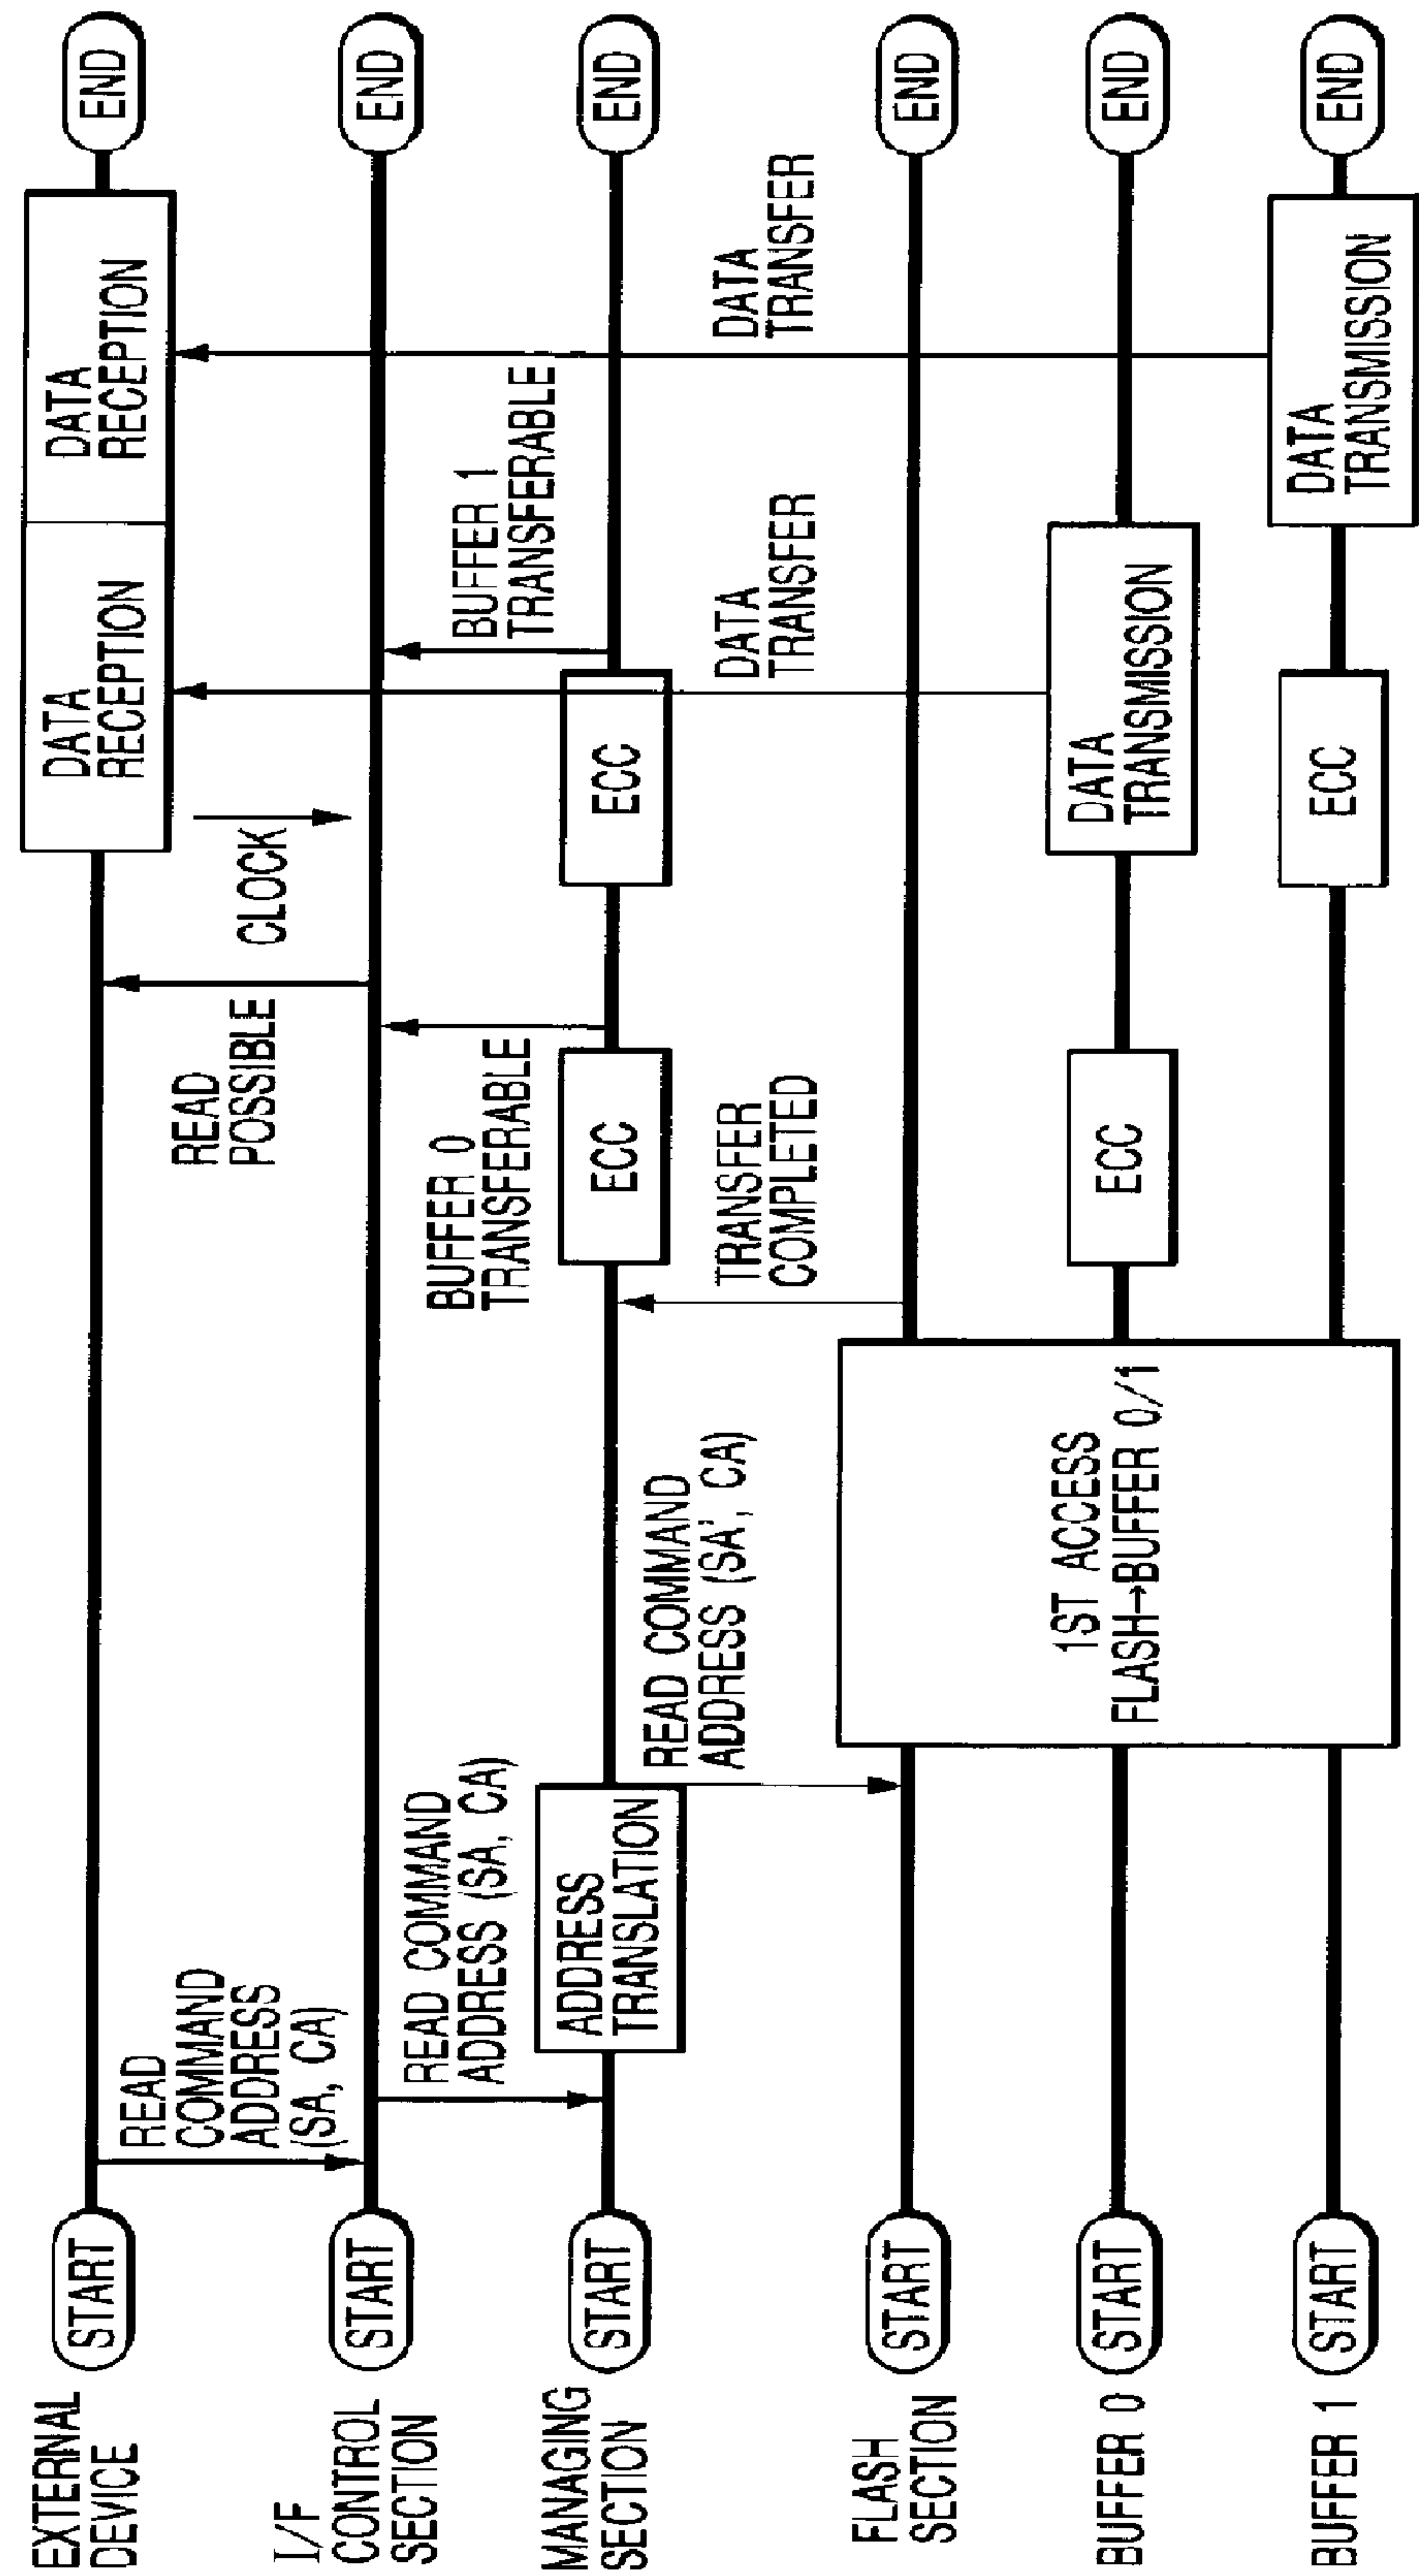 EXTERNAL
DEVICE
START
READ
COMMAND
ADDRESS
(SA, CA)
READ
POSSIBLE
CLOCK
DATA
RECEPTION
DATA
RECEPTION
END
I/F
CONTROL
SECTION
START
READ COMMAND
ADDRESS (SA, CA)
BUFFER 0
TRANSFERABLE
BUFFER 1
TRANSFERABLE
END
MANAGING
SECTION
START
ADDRESS
TRANSLATION
ECC
ECC
END
READ COMMAND
ADDRESS (SA', CA)
TRANSFER
COMPLETED
DATA
TRANSFER
DATA
TRANSFER
FLASH
SECTION
START
END
1ST ACCESS
FLASH→BUFFER 0/1
BUFFER 0
START
ECC
DATA
TRANSMISSION
END
BUFFER 1
START
ECC
DATA
TRANSMISSION
END